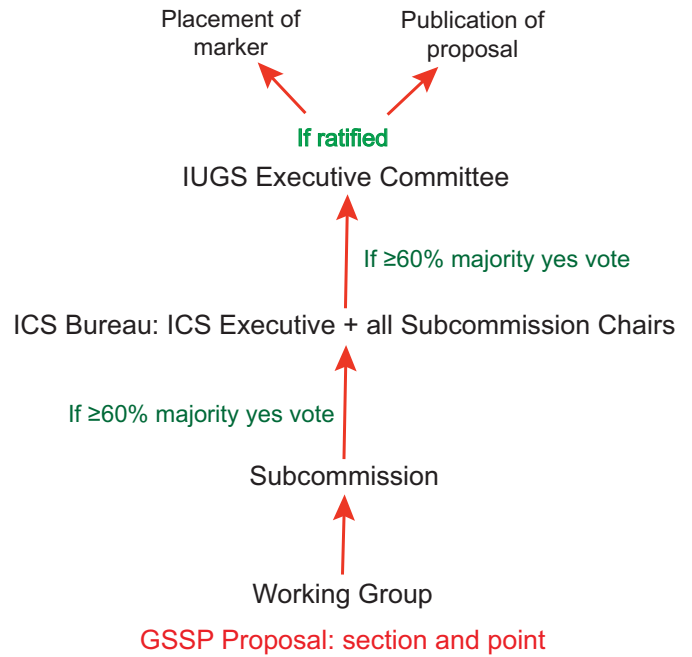 Placement of
marker
Publication of
proposal
If ratified
IUGS Executive Committee
If ≥60% majority yes vote
ICS Bureau: ICS Executive + all Subcommission Chairs
If ≥60% majority yes vote
Subcommission
Working Group
GSSP Proposal: section and point